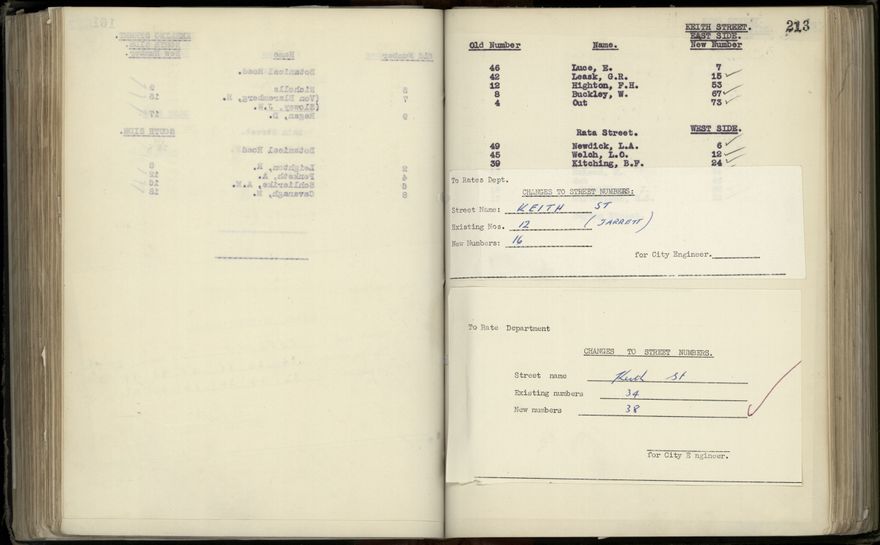 KEITH STREET. 213
EAST SIDE.
Old Number Name. New Number
46 Luce, E. 7
42 Leask, G.R. 15 ✓
12 Highton, F.H. 53
8 Buckley, W. 67 ✓
4 Out 73 ✓
Rata Street. WEST SIDE.
49 Newdick, L.A. 6 ✓
45 Welch, L.O. 12 ✓
39 Kitching, B.F. 24 ✓
To Rates Dept.
CHANGES TO STREET NUMBERS:
Street Name: KEITH ST
Existing Nos. 12 (JARRETT)
New Numbers: 16
for City Engineer.
To Rate Department
CHANGES TO STREET NUMBERS.
Street name Keith St
Existing numbers 34
New numbers 38
for City E ngineer.